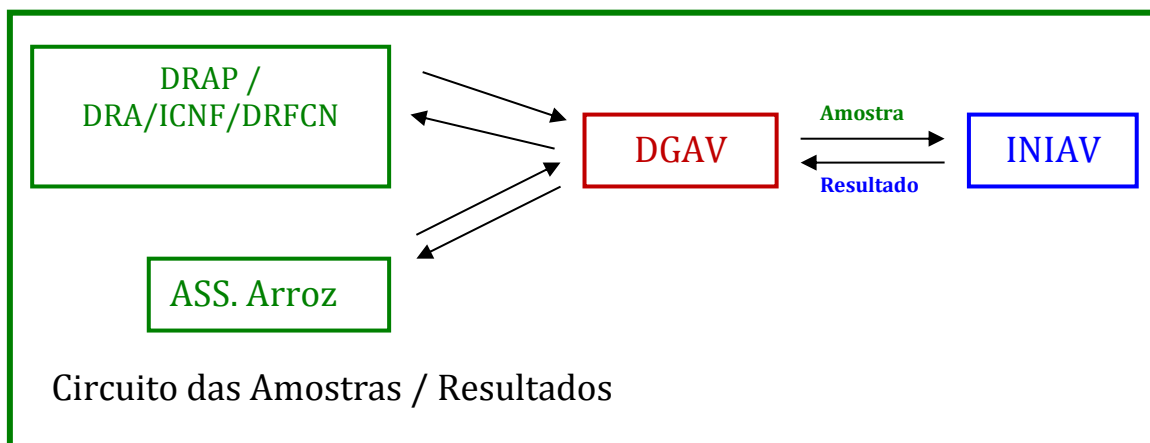 DRAP /
DRA/ICNF/DRFCN
DGAV
Amostra
Resultado
INIAV
ASS. Arroz
Circuito das Amostras / Resultados